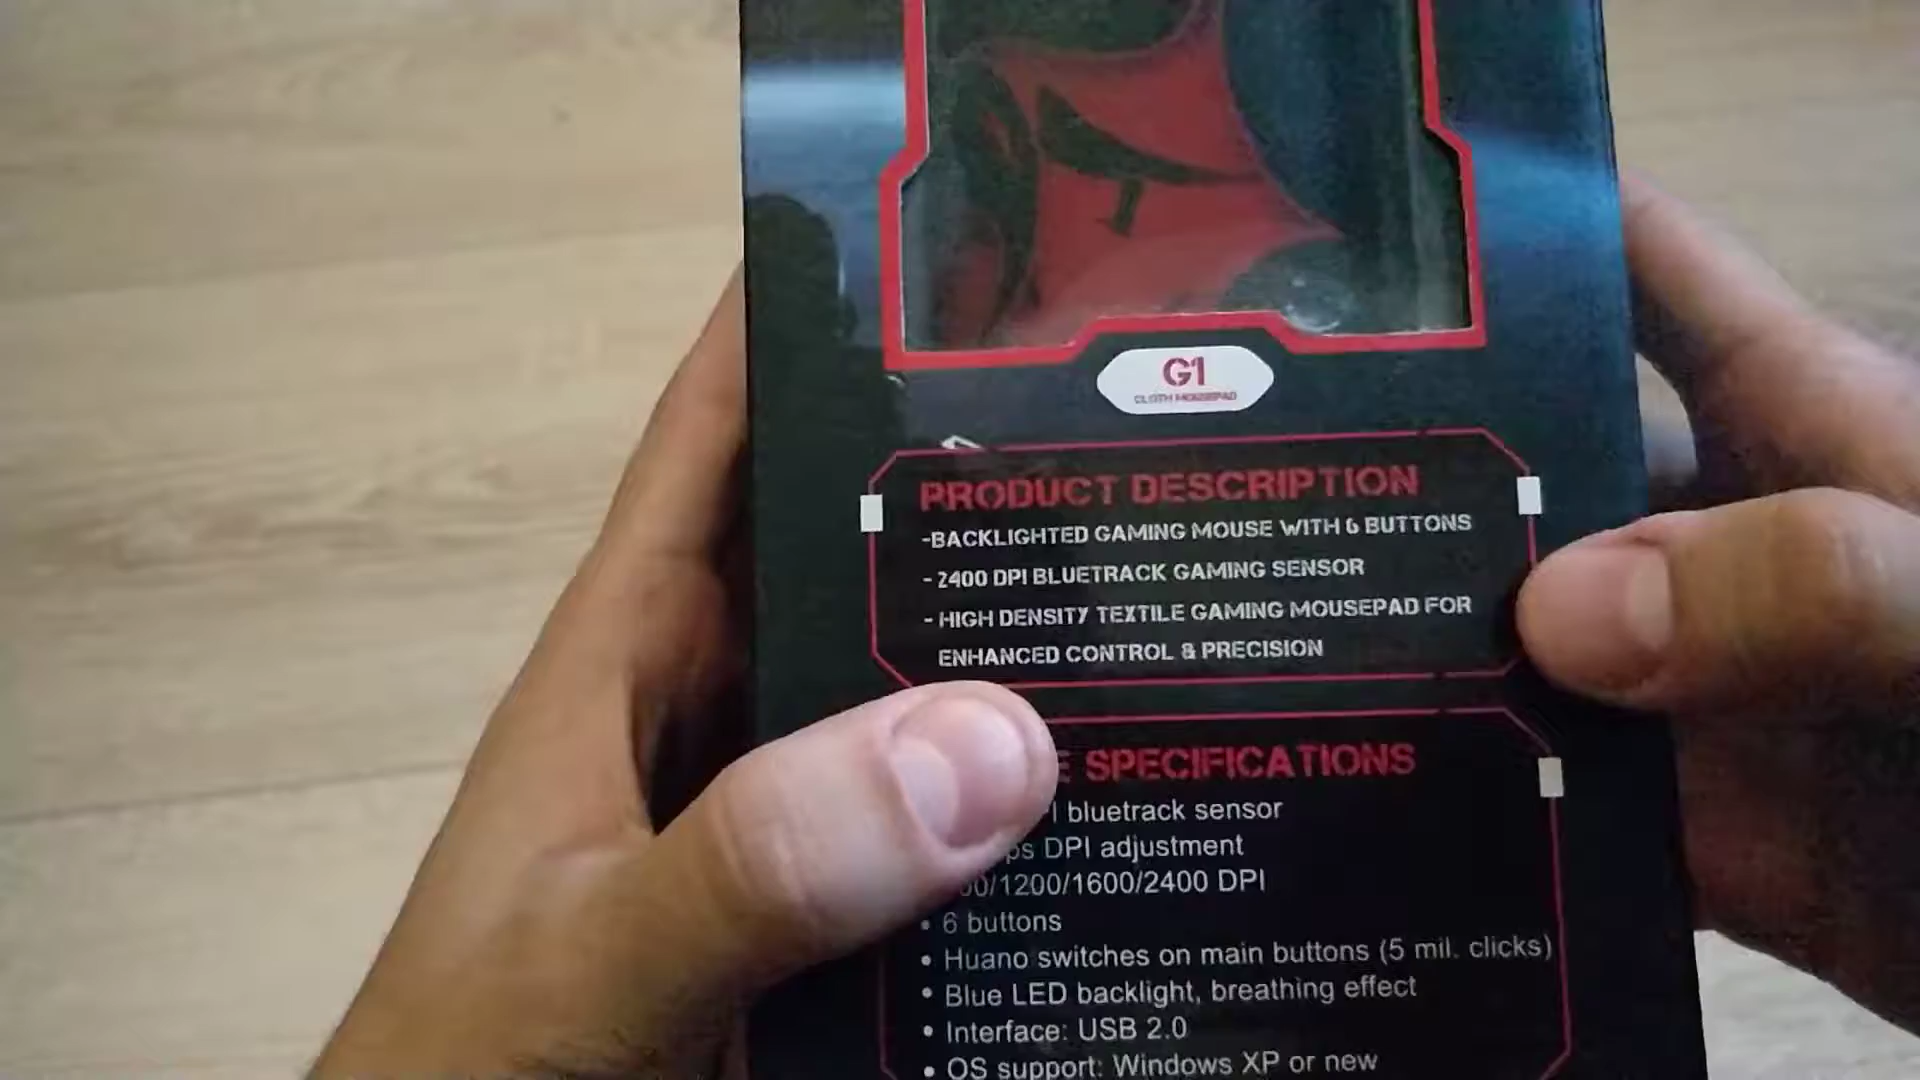 G1
CLOTH MOUSEPAD
PRODUCT DESCRIPTION
-BACKLIGHTED GAMING MOUSE WITH 6 BUTTONS
- 2400 DPI BLUETRACK GAMING SENSOR
- HIGH DENSITY TEXTILE GAMING MOUSEPAD FOR
ENHANCED CONTROL & PRECISION
SPECIFICATIONS
bluetrack sensor
DPI adjustment
/1200/1600/2400 DPI
• 6 buttons
• Huano switches on main buttons (5 mil. clicks)
• Blue LED backlight, breathing effect
• Interface: USB 2.0
• OS support: Windows XP or new